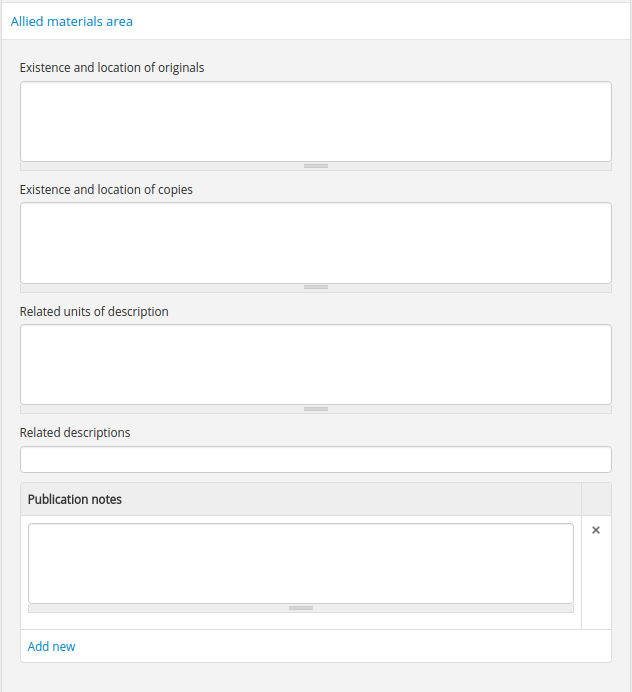 Allied materials area
Existence and location of originals
Existence and location of copies
Related units of description
Related descriptions
Publication notes
×
Add new